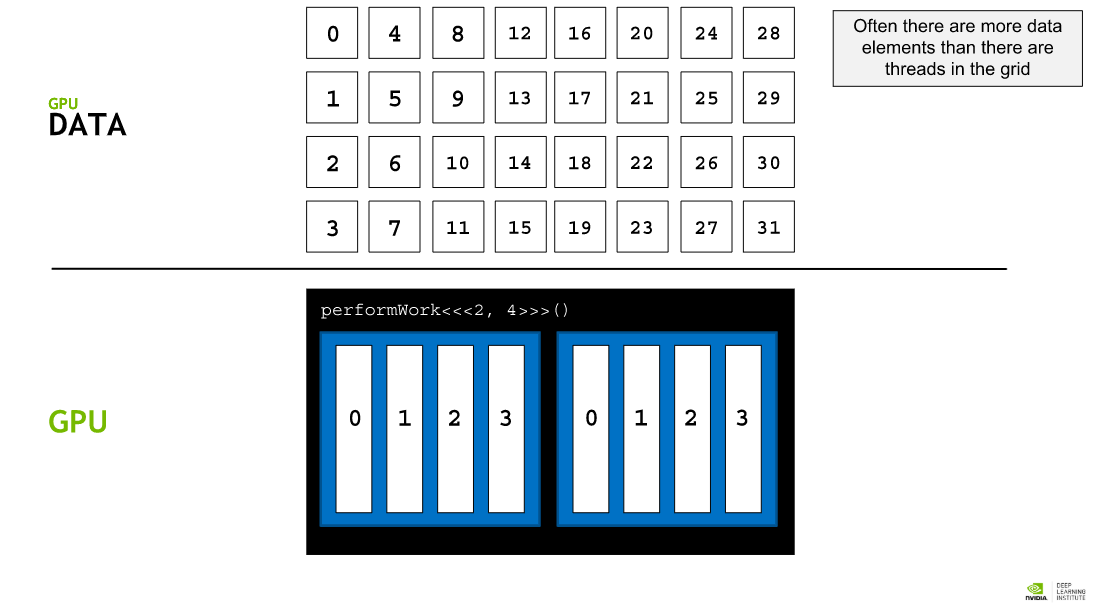 0 4 8 12 16 20 24 28
Often there are more data
elements than there are
threads in the grid
1 5 9 13 17 21 25 29
GPU
DATA
2 6 10 14 18 22 26 30
3 7 11 15 19 23 27 31
performWork<<<2, 4>>>()
GPU
0 1 2 3 0 1 2 3
NVIDIA.
DEEP
LEARNING
INSTITUTE